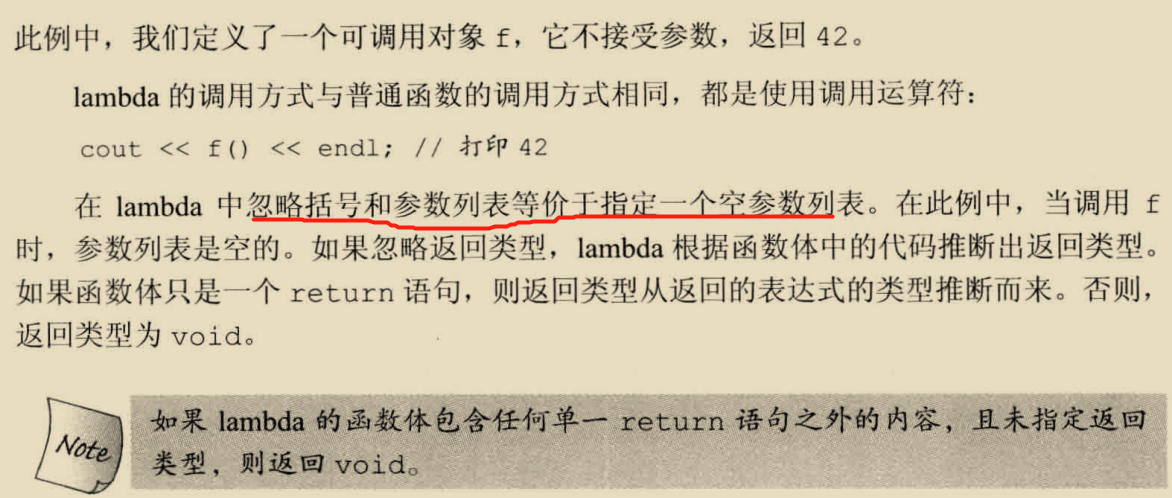 此例中，我们定义了一个可调用对象 f，它不接受参数，返回 42。
lambda 的调用方式与普通函数的调用方式相同，都是使用调用运算符：
cout << f() << endl; // 打印 42
在 lambda 中忽略括号和参数列表等价于指定一个空参数列表。在此例中，当调用 f
时，参数列表是空的。如果忽略返回类型，lambda 根据函数体中的代码推断出返回类型。
如果函数体只是一个 return 语句，则返回类型从返回的表达式的类型推断而来。否则，
返回类型为 void。
Note
如果 lambda 的函数体包含任何单一 return 语句之外的内容，且未指定返回
类型，则返回 void。